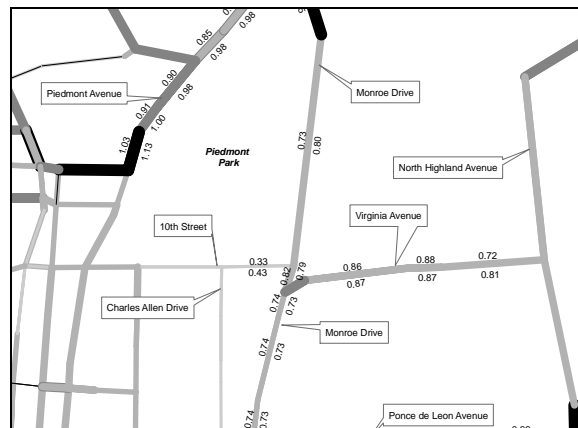 0.98
0.85
0.98
0.90
0.98
Piedmont Avenue
0.91
1.00
Monroe Drive
1.03
1.13
0.73
0.80
Piedmont
Park
North Highland Avenue
Virginia Avenue
10th Street
0.33
0.43
0.82
0.79
0.86
0.87
0.88
0.87
0.72
0.81
Charles Allen Drive
0.74
0.73
Monroe Drive
0.74
0.73
0.74
0.73
Ponce de Leon Avenue